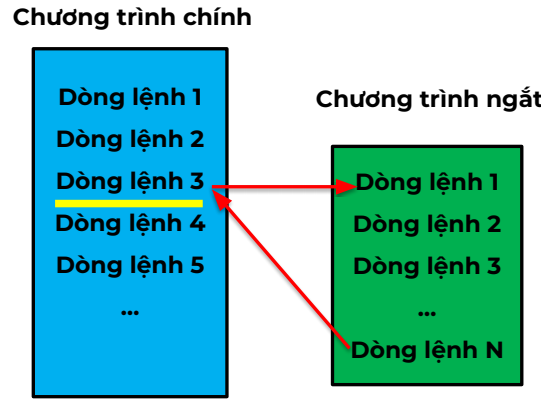 Chương trình chính
Dòng lệnh 1
Dòng lệnh 2
Dòng lệnh 3
Dòng lệnh 4
Dòng lệnh 5
...
Chương trình ngắt
Dòng lệnh 1
Dòng lệnh 2
Dòng lệnh 3
...
Dòng lệnh N